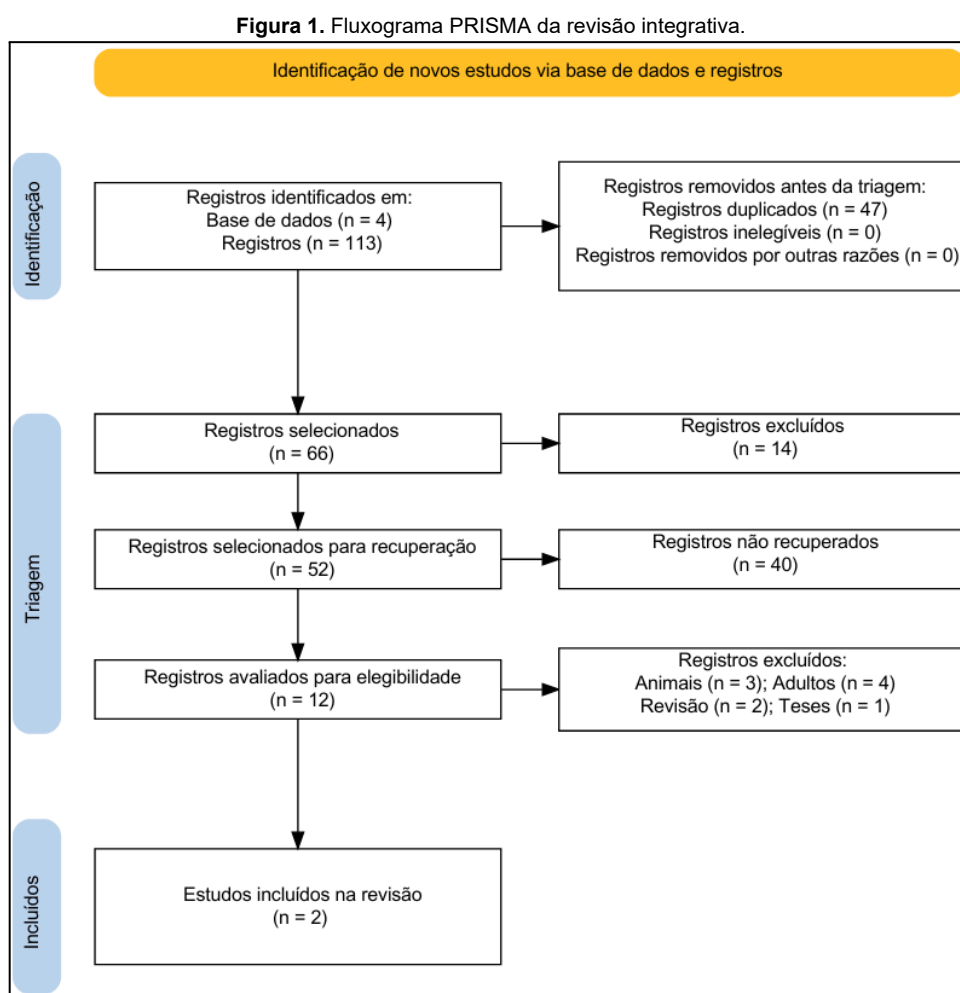 Figura 1. Fluxograma PRISMA da revisão integrativa.
Identificação de novos estudos via base de dados e registros
Identificação
Registros identificados em:
Base de dados (n = 4)
Registros (n = 113)
Registros removidos antes da triagem:
Registros duplicados (n = 47)
Registros inelegíveis (n = 0)
Registros removidos por outras razões (n = 0)
Triagem
Registros selecionados
(n = 66)
Registros excluídos
(n = 14)
Registros selecionados para recuperação
(n = 52)
Registros não recuperados
(n = 40)
Registros avaliados para elegibilidade
(n = 12)
Registros excluídos:
Animais (n = 3); Adultos (n = 4)
Revisão (n = 2); Teses (n = 1)
Incluídos
Estudos incluídos na revisão
(n = 2)